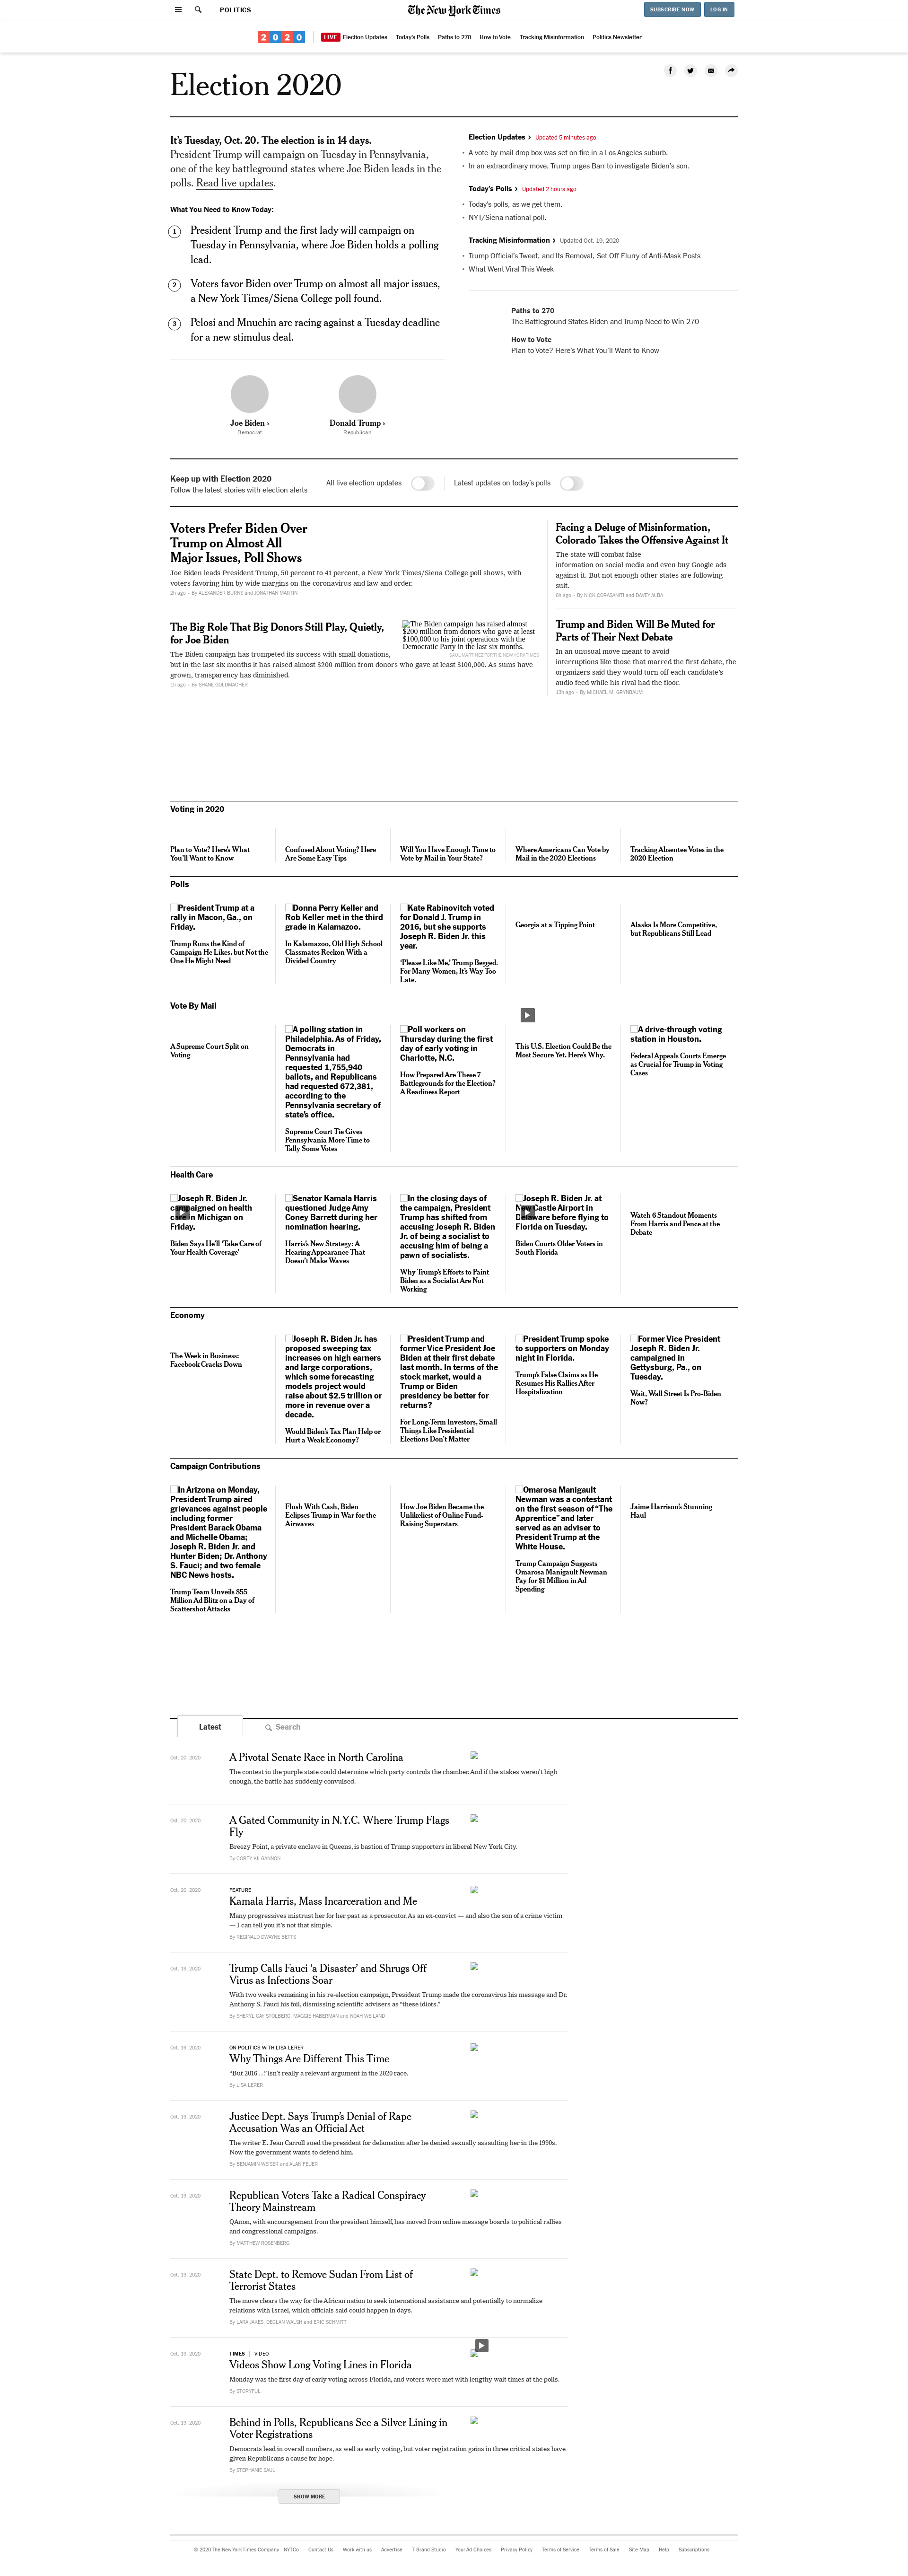 POLITICS
The New York Times
SUBSCRIBE NOW
LOG IN
2020
LIVE Election Updates
Today's Polls
Paths to 270
How to Vote
Tracking Misinformation
Politics Newsletter
Election 2020
It's Tuesday, Oct. 20. The election is in 14 days.
President Trump will campaign on Tuesday in Pennsylvania,
one of the key battleground states where Joe Biden leads in the
polls. Read live updates.
What You Need to Know Today:
1
President Trump and the first lady will campaign on
Tuesday in Pennsylvania, where Joe Biden holds a polling
lead.
2
Voters favor Biden over Trump on almost all major issues,
a New York Times/Siena College poll found.
3
Pelosi and Mnuchin are racing against a Tuesday deadline
for a new stimulus deal.
Joe Biden ›
Democrat
Donald Trump ›
Republican
Election Updates › Updated 5 minutes ago
• A vote-by-mail drop box was set on fire in a Los Angeles suburb.
• In an extraordinary move, Trump urges Barr to investigate Biden's son.
Today's Polls › Updated 2 hours ago
• Today's polls, as we get them.
• NYT/Siena national poll.
Tracking Misinformation › Updated Oct. 19, 2020
• Trump Official's Tweet, and Its Removal, Set Off Flurry of Anti-Mask Posts
• What Went Viral This Week
Paths to 270
The Battleground States Biden and Trump Need to Win 270
How to Vote
Plan to Vote? Here's What You'll Want to Know
Keep up with Election 2020
Follow the latest stories with election alerts
All live election updates
Latest updates on today's polls
Voters Prefer Biden Over
Trump on Almost All
Major Issues, Poll Shows
Joe Biden leads President Trump, 50 percent to 41 percent, a New York Times/Siena College poll shows, with
voters favoring him by wide margins on the coronavirus and law and order.
2h ago - By ALEXANDER BURNS and JONATHAN MARTIN
The Big Role That Big Donors Still Play, Quietly,
for Joe Biden
The Biden campaign has trumpeted its success with small donations,
but in the last six months it has raised almost $200 million from donors who gave at least $100,000. As sums have
grown, transparency has diminished.
1h ago - By SHANE GOLDMACHER
The Biden campaign has raised almost
$200 million from donors who gave at least
$100,000 to his joint operations with the
Democratic Party in the last six months.
SAUL MARTINEZ FOR THE NEW YORK TIMES
Facing a Deluge of Misinformation,
Colorado Takes the Offensive Against It
The state will combat false
information on social media and even buy Google ads
against it. But not enough other states are following
suit.
6h ago - By NICK CORASANITI and DAVEY ALBA
Trump and Biden Will Be Muted for
Parts of Their Next Debate
In an unusual move meant to avoid
interruptions like those that marred the first debate, the
organizers said they would turn off each candidate's
audio feed while his rival had the floor.
13h ago - By MICHAEL M. GRYNBAUM
Voting in 2020
Plan to Vote? Here's What
You'll Want to Know
Confused About Voting? Here
Are Some Easy Tips
Will You Have Enough Time to
Vote by Mail in Your State?
Where Americans Can Vote by
Mail in the 2020 Elections
Tracking Absentee Votes in the
2020 Election
Polls
President Trump at a
rally in Macon, Ga., on
Friday.
Trump Runs the Kind of
Campaign He Likes, but Not the
One He Might Need
Donna Perry Keller and
Rob Keller met in the third
grade in Kalamazoo.
In Kalamazoo, Old High School
Classmates Reckon With a
Divided Country
Kate Rabinovitch voted
for Donald J. Trump in
2016, but she supports
Joseph R. Biden Jr. this
year.
'Please Like Me,' Trump Begged.
For Many Women, It's Way Too
Late.
Georgia at a Tipping Point
Alaska Is More Competitive,
but Republicans Still Lead
Vote By Mail
A Supreme Court Split on
Voting
A polling station in
Philadelphia. As of Friday,
Democrats in
Pennsylvania had
requested 1,755,940
ballots, and Republicans
had requested 672,381,
according to the
Pennsylvania secretary of
state's office.
Supreme Court Tie Gives
Pennsylvania More Time to
Tally Some Votes
Poll workers on
Thursday during the first
day of early voting in
Charlotte, N.C.
How Prepared Are These 7
Battlegrounds for the Election?
A Readiness Report
This U.S. Election Could Be the
Most Secure Yet. Here's Why.
A drive-through voting
station in Houston.
Federal Appeals Courts Emerge
as Crucial for Trump in Voting
Cases
Health Care
Joseph R. Biden Jr.
campaigned on health
care in Michigan on
Friday.
Biden Says He'll 'Take Care of
Your Health Coverage'
Senator Kamala Harris
questioned Judge Amy
Coney Barrett during her
nomination hearing.
Harris's New Strategy: A
Hearing Appearance That
Doesn't Make Waves
In the closing days of
the campaign, President
Trump has shifted from
accusing Joseph R. Biden
Jr. of being a socialist to
accusing him of being a
pawn of socialists.
Why Trump's Efforts to Paint
Biden as a Socialist Are Not
Working
Joseph R. Biden Jr. at
New Castle Airport in
Delaware before flying to
Florida on Tuesday.
Biden Courts Older Voters in
South Florida
Watch 6 Standout Moments
From Harris and Pence at the
Debate
Economy
The Week in Business:
Facebook Cracks Down
Joseph R. Biden Jr. has
proposed sweeping tax
increases on high earners
and large corporations,
which some forecasting
models project would
raise about $2.5 trillion or
more in revenue over a
decade.
Would Biden's Tax Plan Help or
Hurt a Weak Economy?
President Trump and
former Vice President Joe
Biden at their first debate
last month. In terms of the
stock market, would a
Trump or Biden
presidency be better for
returns?
For Long-Term Investors, Small
Things Like Presidential
Elections Don't Matter
President Trump spoke
to supporters on Monday
night in Florida.
Trump's False Claims as He
Resumes His Rallies After
Hospitalization
Former Vice President
Joseph R. Biden Jr.
campaigned in
Gettysburg, Pa., on
Tuesday.
Wait, Wall Street Is Pro-Biden
Now?
Campaign Contributions
In Arizona on Monday,
President Trump aired
grievances against people
including former
President Barack Obama
and Michelle Obama;
Joseph R. Biden Jr. and
Hunter Biden; Dr. Anthony
S. Fauci; and two female
NBC News hosts.
Trump Team Unveils $55
Million Ad Blitz on a Day of
Scattershot Attacks
Flush With Cash, Biden
Eclipses Trump in War for the
Airwaves
How Joe Biden Became the
Unlikeliest of Online Fund-
Raising Superstars
Omarosa Manigault
Newman was a contestant
on the first season of "The
Apprentice" and later
served as an adviser to
President Trump at the
White House.
Trump Campaign Suggests
Omarosa Manigault Newman
Pay for $1 Million in Ad
Spending
Jaime Harrison's Stunning
Haul
Latest
Search
Oct. 20, 2020
A Pivotal Senate Race in North Carolina
The contest in the purple state could determine which party controls the chamber. And if the stakes weren't high
enough, the battle has suddenly convulsed.
Oct. 20, 2020
A Gated Community in N.Y.C. Where Trump Flags
Fly
Breezy Point, a private enclave in Queens, is bastion of Trump supporters in liberal New York City.
By COREY KILGANNON
Oct. 20, 2020
FEATURE
Kamala Harris, Mass Incarceration and Me
Many progressives mistrust her for her past as a prosecutor. As an ex-convict — and also the son of a crime victim
— I can tell you it's not that simple.
By REGINALD DWAYNE BETTS
Oct. 19, 2020
Trump Calls Fauci 'a Disaster' and Shrugs Off
Virus as Infections Soar
With two weeks remaining in his re-election campaign, President Trump made the coronavirus his message and Dr.
Anthony S. Fauci his foil, dismissing scientific advisers as "these idiots."
By SHERYL GAY STOLBERG, MAGGIE HABERMAN and NOAH WEILAND
Oct. 19, 2020
ON POLITICS WITH LISA LERER
Why Things Are Different This Time
"But 2016 ..." isn't really a relevant argument in the 2020 race.
By LISA LERER
Oct. 19, 2020
Justice Dept. Says Trump's Denial of Rape
Accusation Was an Official Act
The writer E. Jean Carroll sued the president for defamation after he denied sexually assaulting her in the 1990s.
Now the government wants to defend him.
By BENJAMIN WEISER and ALAN FEUER
Oct. 19, 2020
Republican Voters Take a Radical Conspiracy
Theory Mainstream
QAnon, with encouragement from the president himself, has moved from online message boards to political rallies
and congressional campaigns.
By MATTHEW ROSENBERG
Oct. 19, 2020
State Dept. to Remove Sudan From List of
Terrorist States
The move clears the way for the African nation to seek international assistance and potentially to normalize
relations with Israel, which officials said could happen in days.
By LARA JAKES, DECLAN WALSH and ERIC SCHMITT
Oct. 19, 2020
TIMES | VIDEO
Videos Show Long Voting Lines in Florida
Monday was the first day of early voting across Florida, and voters were met with lengthy wait times at the polls.
By STORYFUL
Oct. 19, 2020
Behind in Polls, Republicans See a Silver Lining in
Voter Registrations
Democrats lead in overall numbers, as well as early voting, but voter registration gains in three critical states have
given Republicans a cause for hope.
By STEPHANIE SAUL
SHOW MORE
© 2020 The New York Times Company
NYTCo
Contact Us
Work with us
Advertise
T Brand Studio
Your Ad Choices
Privacy Policy
Terms of Service
Terms of Sale
Site Map
Help
Subscriptions